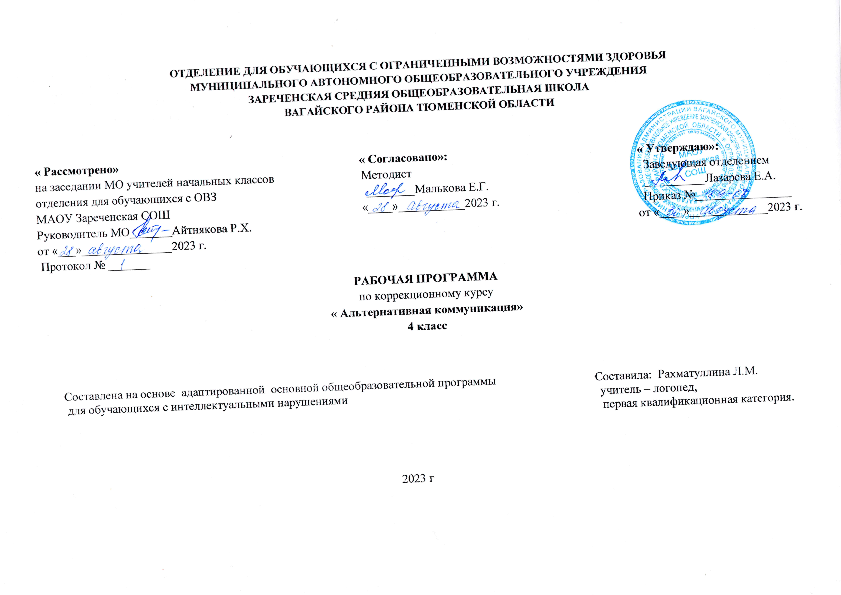 ОТДЕЛЕНИЕ ДЛЯ ОБУЧАЮЩИХСЯ С ОГРАНИЧЕННЫМИ ВОЗМОЖНОСТЯМИ ЗДОРОВЬЯ
МУНИЦИПАЛЬНОГО АВТОНОМНОГО ОБЩЕОБРАЗОВАТЕЛЬНОГО УЧРЕЖДЕНИЯ
ЗАРЕЧЕНСКАЯ СРЕДНЯЯ ОБЩЕОБРАЗОВАТЕЛЬНАЯ ШКОЛА
ВАГАЙСКОГО РАЙОНА ТЮМЕНСКОЙ ОБЛАСТИ
« Рассмотрено»
на заседании МО учителей начальных классов
отделения для обучающихся с ОВЗ
МАОУ Зареченская СОШ
Руководитель МО Айтнякова Р.Х.
от « 28 » августа 2023 г.
Протокол № 1
« Согласовано»:
Методист
Малькова Е.Г.
« 28 » августа 2023 г.
« Утверждаю»:
Заведующая отделением
Лазарева Е.А.
Приказ №
от « » августа 2023 г.
МАОУ
СОШ
РАБОЧАЯ ПРОГРАММА
по коррекционному курсу
« Альтернативная коммуникация»
4 класс
Составлена на основе адаптированной основной общеобразовательной программы
для обучающихся с интеллектуальными нарушениями
Составила: Рахматуллина Л.М.
учитель – логопед,
первая квалификационная категория.
2023 г